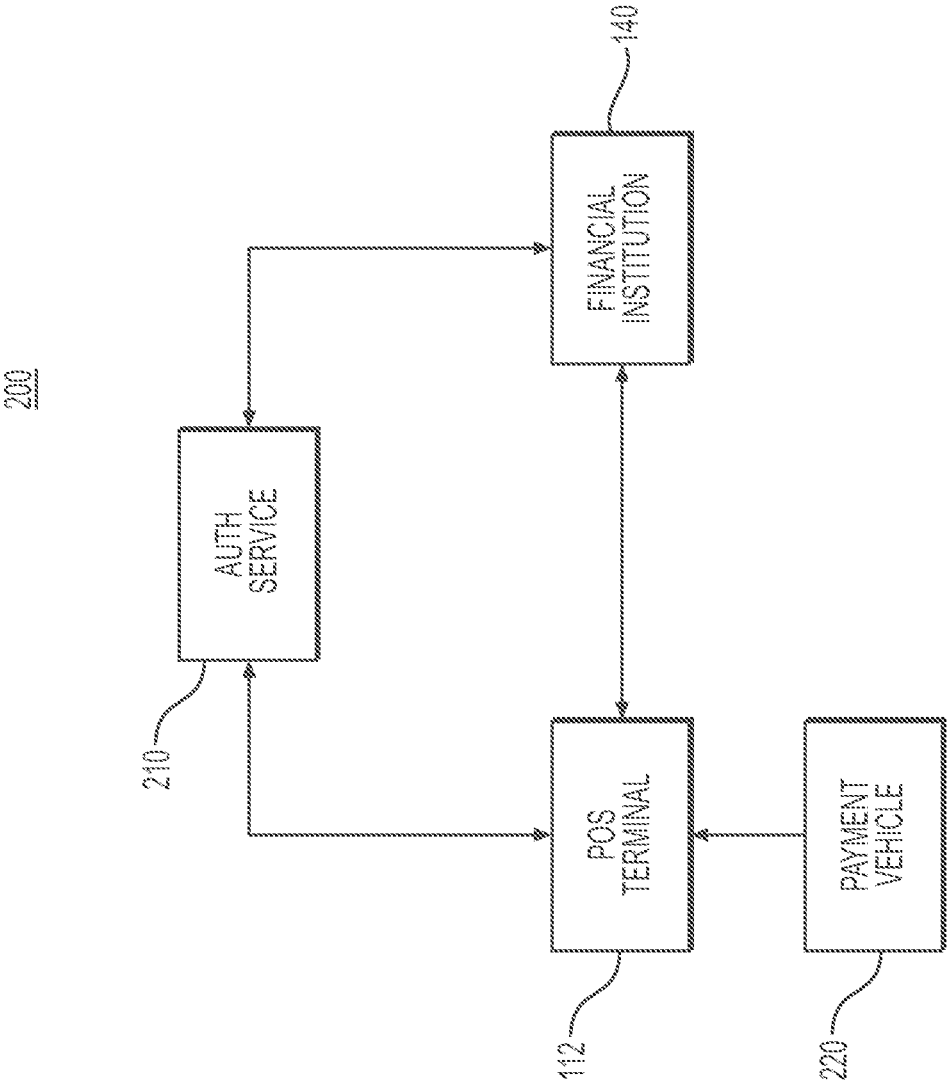 200
AUTH
SERVICE
210
POS
TERMINAL
112
FINANCIAL
INSTITUTION
140
PAYMENT
VEHICLE
220